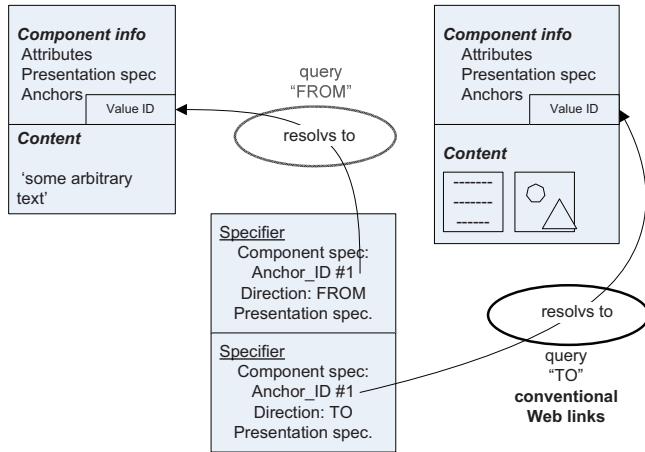 Component info
Attributes
Presentation spec
Anchors
Value ID
Content
'some arbitrary
text'
query
"FROM"
resolvs to
Component info
Attributes
Presentation spec
Anchors
Value ID
Content
Specifier
Component spec:
Anchor_ID #1
Direction: FROM
Presentation spec.
Specifier
Component spec:
Anchor_ID #1
Direction: TO
Presentation spec.
resolvs to
query
"TO"
conventional
Web links